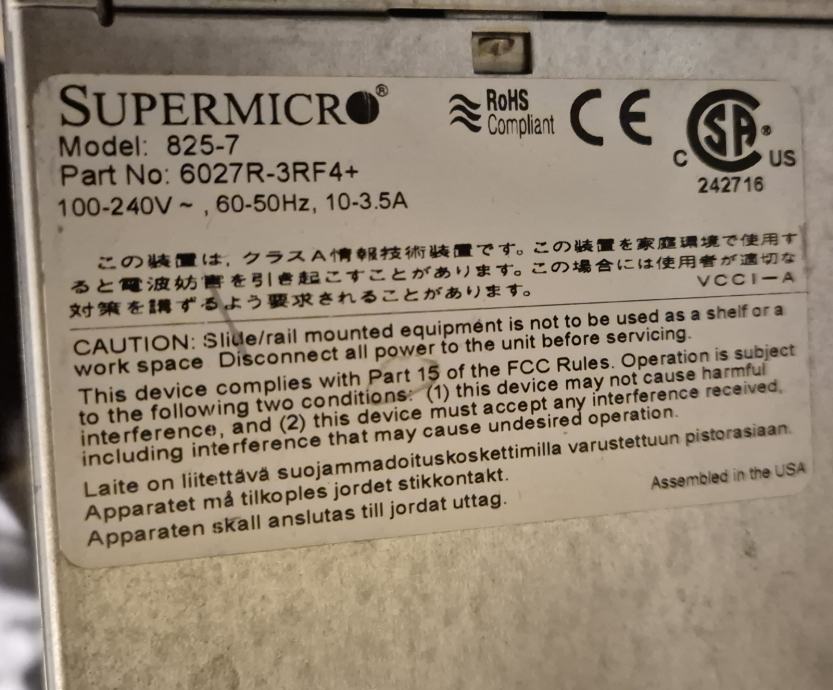 SUPERMICRO®
Model: 825-7
Part No: 6027R-3RF4+
100-240V ~ , 60-50Hz, 10-3.5A
RoHS
Compliant
CE
C SA® US
242716
この装置は, クラスA情報技術装置です。この装置を家庭環境で使用す
ると電波妨害を引き起こすことがあります。この場合には使用者が適切な
対策を講ずるよう要求されることがあります。
VCCI－A
CAUTION: Slide/rail mounted equipment is not to be used as a shelf or a
work space Disconnect all power to the unit before servicing.
This device complies with Part 15 of the FCC Rules. Operation is subject
to the following two conditions: (1) this device may not cause harmful
interference, and (2) this device must accept any interference received,
including interference that may cause undesired operation.
Laite on liitettävä suojammadoituskoskettimilla varustettuun pistorasiaan.
Apparatet må tilkoples jordet stikkontakt.
Apparaten skall anslutas till jordat uttag.
Assembled in the USA